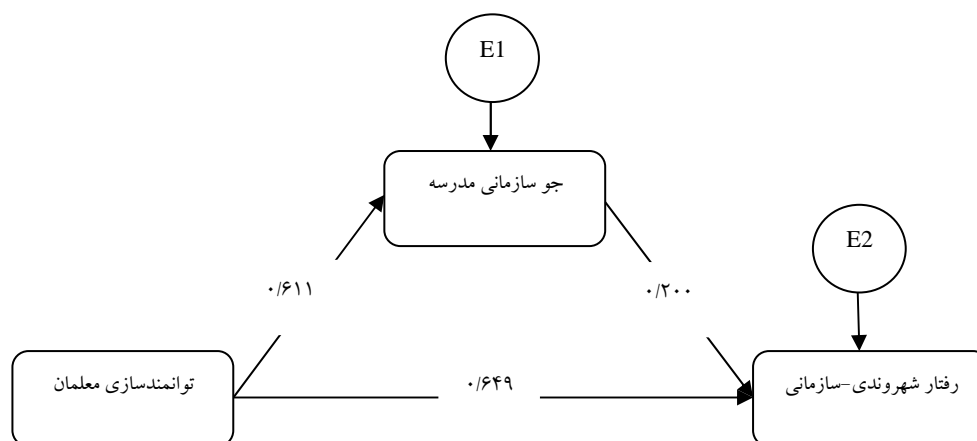 E1
جو سازمانی مدرسه
E2
۰/۶۱۱
۰/۲۰۰
توانمندسازی معلمان
۰/۶۴۹
رفتار شهروندی-سازمانی